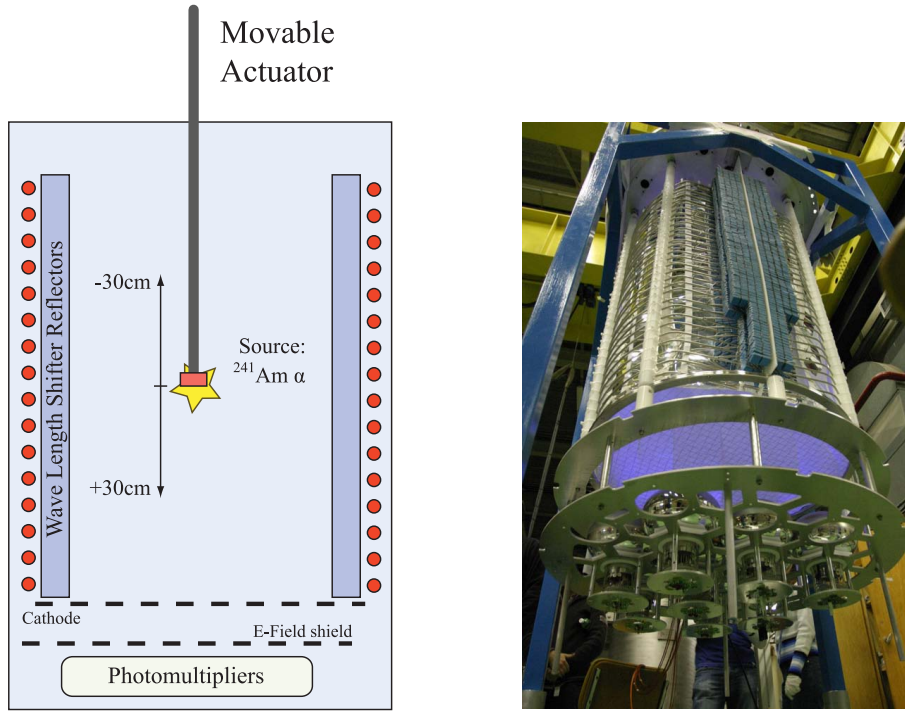 Movable
Actuator
Wave Length Shifter Reflectors
-30cm
Source:
²⁴¹Am α
+30cm
Cathode
E-Field shield
Photomultipliers